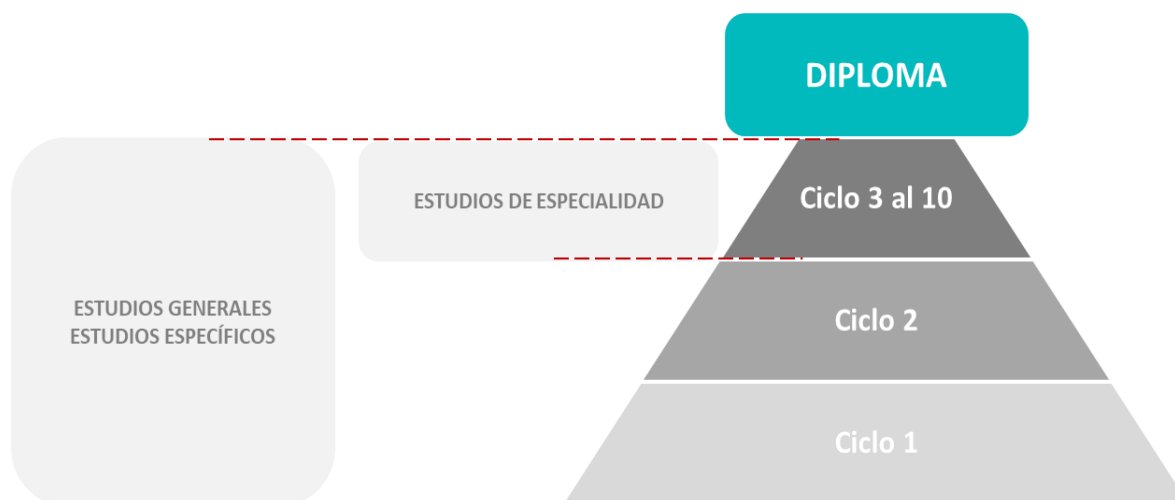 DIPLOMA
ESTUDIOS DE ESPECIALIDAD
Ciclo 3 al 10
ESTUDIOS GENERALES
ESTUDIOS ESPECÍFICOS
Ciclo 2
Ciclo 1